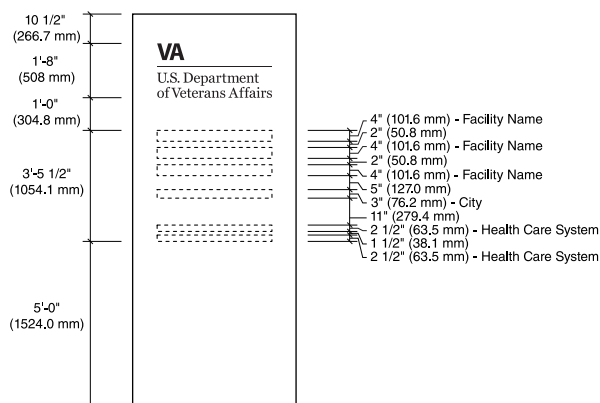 10 1/2"
(266.7 mm)
1'-8"
(508 mm)
1'-0"
(304.8 mm)
3'-5 1/2"
(1054.1 mm)
5'-0"
(1524.0 mm)
VA
U.S. Department
of Veterans Affairs
4" (101.6 mm) - Facility Name
2" (50.8 mm)
4" (101.6 mm) - Facility Name
2" (50.8 mm)
4" (101.6 mm) - Facility Name
5" (127.0 mm)
3" (76.2 mm) - City
11" (279.4 mm)
2 1/2" (63.5 mm) - Health Care System
1 1/2" (38.1 mm)
2 1/2" (63.5 mm) - Health Care System